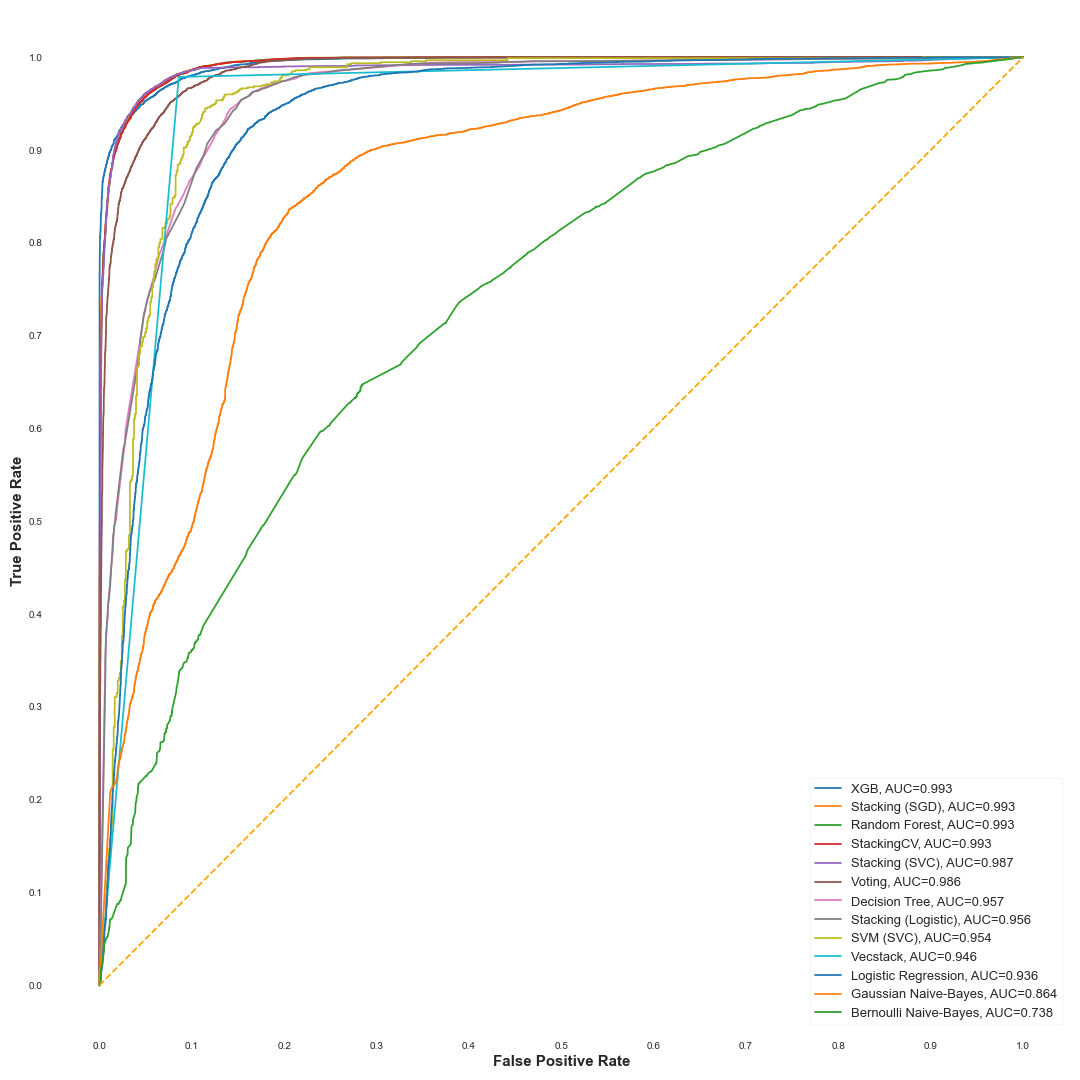 1.0
0.9
0.8
0.7
0.6
0.5
0.4
0.3
0.2
0.1
0.0
True Positive Rate
XGB, AUC=0.993
Stacking (SGD), AUC=0.993
Random Forest, AUC=0.993
StackingCV, AUC=0.993
Stacking (SVC), AUC=0.987
Voting, AUC=0.986
Decision Tree, AUC=0.957
Stacking (Logistic), AUC=0.956
SVM (SVC), AUC=0.954
Vecstack, AUC=0.946
Logistic Regression, AUC=0.936
Gaussian Naive-Bayes, AUC=0.864
Bernoulli Naive-Bayes, AUC=0.738
0.0 0.1 0.2 0.3 0.4 0.5 0.6 0.7 0.8 0.9 1.0
False Positive Rate